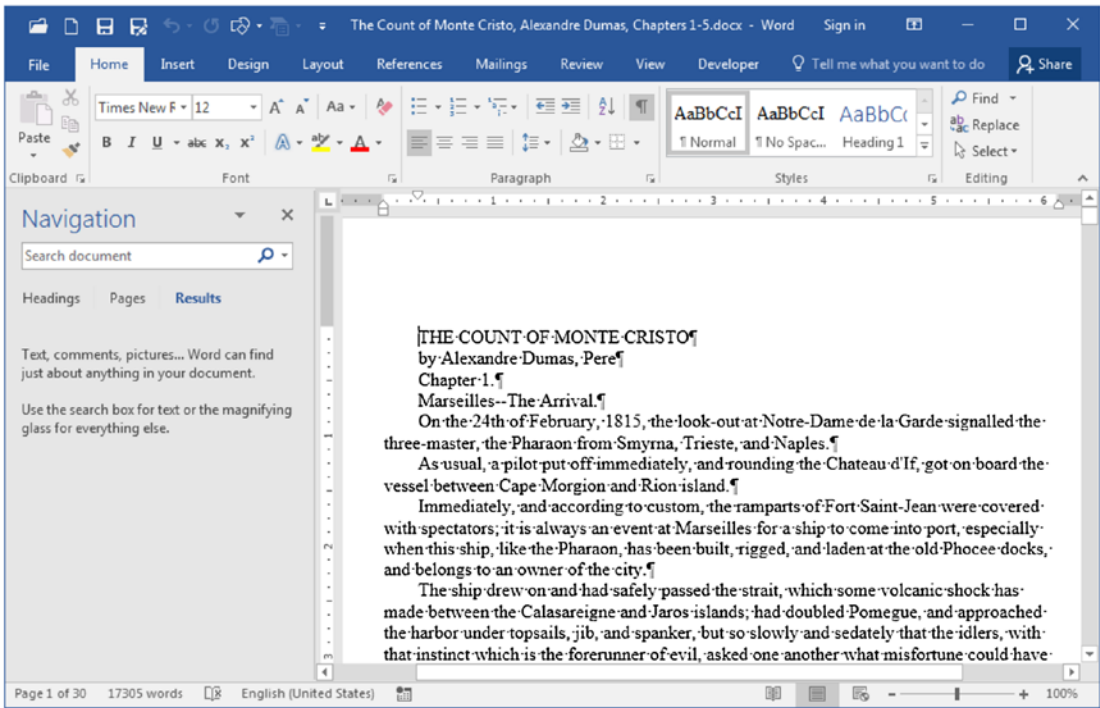 The Count of Monte Cristo, Alexandre Dumas, Chapters 1-5.docx - Word Sign in
File Home Insert Design Layout References Mailings Review View Developer Tell me what you want to do Share
Paste
Clipboard
Times New F 12 A A Aa
B I U abc X₂ X² A aby A
Font
Paragraph
AaBbCcI AaBbCcI AaBbCc
¶ Normal ¶ No Spac... Heading 1
Styles
Find
Replace
Select
Editing
Navigation
Search document
Headings Pages Results
Text, comments, pictures... Word can find
just about anything in your document.
Use the search box for text or the magnifying
glass for everything else.
L 1 2 3 4 5 6
1
2
3
THE·COUNT·OF·MONTE·CRISTO¶
by·Alexandre·Dumas,·Pere¶
Chapter·1.¶
Marseilles--The·Arrival.¶
On·the·24th·of·February,·1815,·the·look-out·at·Notre-Dame·de·la·Garde·signalled·the·
three-master,·the·Pharaon·from·Smyrna,·Trieste,·and·Naples.¶
As·usual,·a·pilot·put·off·immediately,·and·rounding·the·Chateau·d'If,·got·on·board·the·
vessel·between·Cape·Morgion·and·Rion·island.¶
Immediately,·and·according·to·custom,·the·ramparts·of·Fort·Saint-Jean·were·covered·
with·spectators;·it·is·always·an·event·at·Marseilles·for·a·ship·to·come·into·port,·especially·
when·this·ship,·like·the·Pharaon,·has·been·built,·rigged,·and·laden·at·the·old·Phocee·docks,·
and·belongs·to·an·owner·of·the·city.¶
The·ship·drew·on·and·had·safely·passed·the·strait,·which·some·volcanic·shock·has·
made·between·the·Calasareigne·and·Jaros·islands;·had·doubled·Pomegue,·and·approached·
the·harbor·under·topsails,·jib,·and·spanker,·but·so·slowly·and·sedately·that·the·idlers,·with·
that·instinct·which·is·the·forerunner·of·evil,·asked·one·another·what·misfortune·could·have·
Page 1 of 30 17305 words English (United States) - + 100%